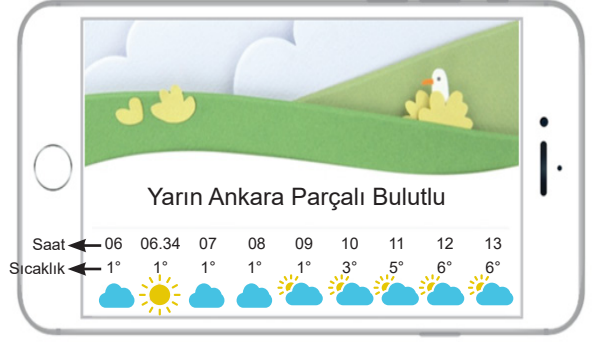 Yarın Ankara Parçalı Bulutlu
Saat 06 06.34 07 08 09 10 11 12 13
Sıcaklık 1° 1° 1° 1° 1° 3° 5° 6° 6°